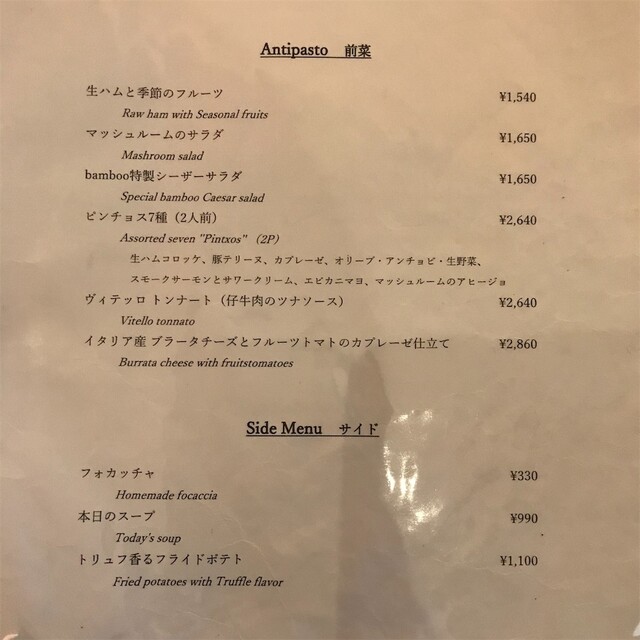 Antipasto 前菜
生ハムと季節のフルーツ ¥1,540
Raw ham with Seasonal fruits
マッシュルームのサラダ ¥1,650
Mashroom salad
bamboo特製シーザーサラダ ¥1,650
Special bamboo Caesar salad
ピンチョス7種（2人前） ¥2,640
Assorted seven "Pintxos" （2P）
生ハムコロッケ、豚テリーヌ、カプレーゼ、オリーブ・アンチョビ・生野菜、
スモークサーモンとサワークリーム、エビカニマヨ、マッシュルームのアヒージョ
ヴィテッロ トンナート（仔牛肉のツナソース） ¥2,640
Vitello tonnato
イタリア産 ブラータチーズとフルーツトマトのカプレーゼ仕立て ¥2,860
Burrata cheese with fruitstomatoes
Side Menu サイド
フォカッチャ ¥330
Homemade focaccia
本日のスープ ¥990
Today's soup
トリュフ香るフライドポテト ¥1,100
Fried potatoes with Truffle flavor